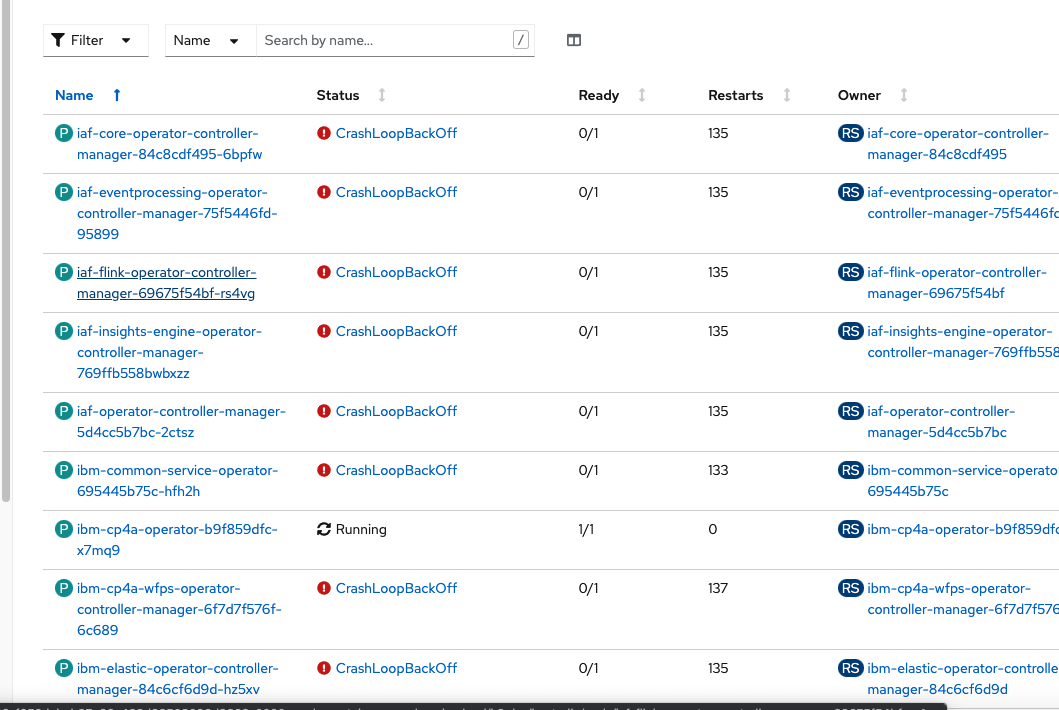 Filter Name Search by name... /
Name Status Ready Restarts Owner
P iaf-core-operator-controller- CrashLoopBackOff 0/1 135 RS iaf-core-operator-controller-
manager-84c8cdf495-6bpfw manager-84c8cdf495
P iaf-eventprocessing-operator- CrashLoopBackOff 0/1 135 RS iaf-eventprocessing-operator-
controller-manager-75f5446fd- controller-manager-75f5446fd
95899
P iaf-flink-operator-controller- CrashLoopBackOff 0/1 135 RS iaf-flink-operator-controller-
manager-69675f54bf-rs4vg manager-69675f54bf
P iaf-insights-engine-operator- CrashLoopBackOff 0/1 135 RS iaf-insights-engine-operator-
controller-manager- controller-manager-769ffb558
769ffb558bwbxzz
P iaf-operator-controller-manager- CrashLoopBackOff 0/1 135 RS iaf-operator-controller-
5d4cc5b7bc-2ctsz manager-5d4cc5b7bc
P ibm-common-service-operator- CrashLoopBackOff 0/1 133 RS ibm-common-service-operato
695445b75c-hfh2h 695445b75c
P ibm-cp4a-operator-b9f859dfc- Running 1/1 0 RS ibm-cp4a-operator-b9f859dfc
x7mq9
P ibm-cp4a-wfps-operator- CrashLoopBackOff 0/1 137 RS ibm-cp4a-wfps-operator-
controller-manager-6f7d7f576f- controller-manager-6f7d7f576
6c689
P ibm-elastic-operator-controller- CrashLoopBackOff 0/1 135 RS ibm-elastic-operator-controlle
manager-84c6cf6d9d-hz5xv manager-84c6cf6d9d